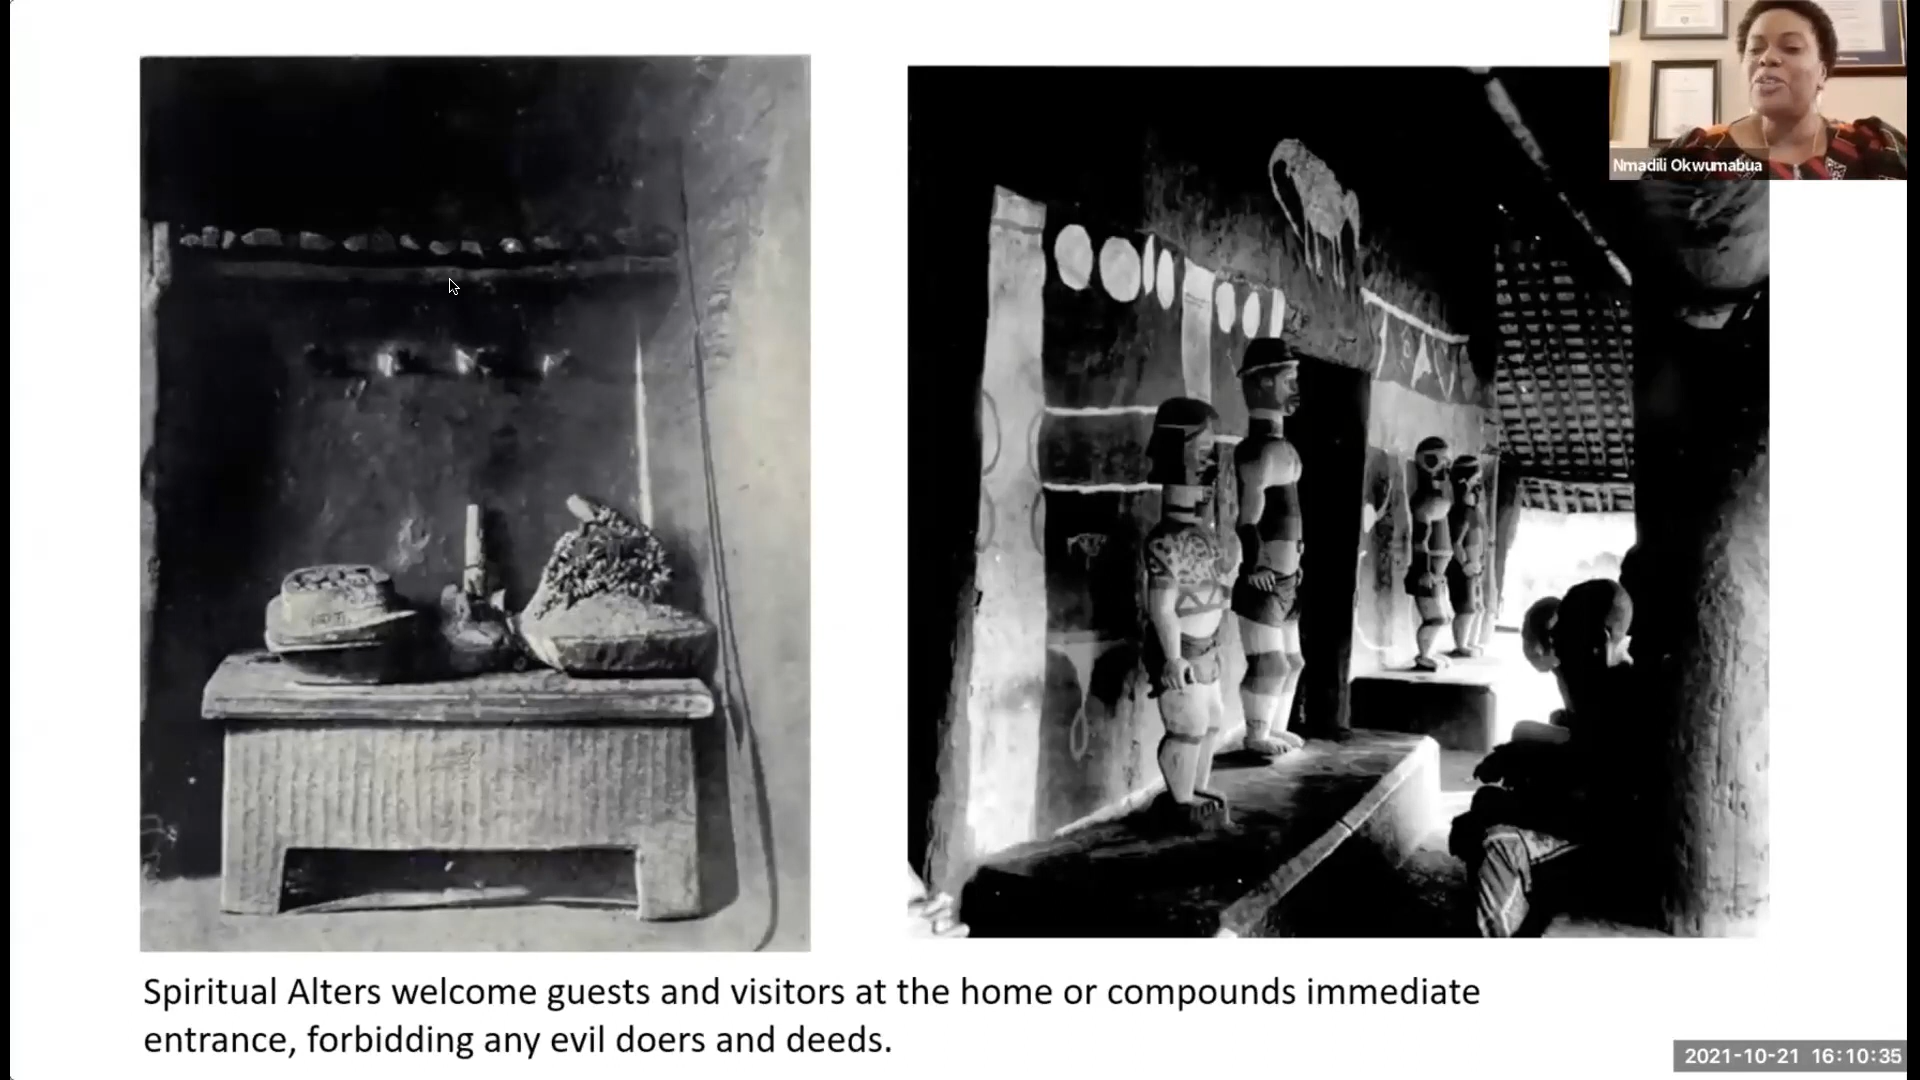 Nmadili Okwumabua
Spiritual Alters welcome guests and visitors at the home or compounds immediate
entrance, forbidding any evil doers and deeds.
2021-10-21 16:10:35